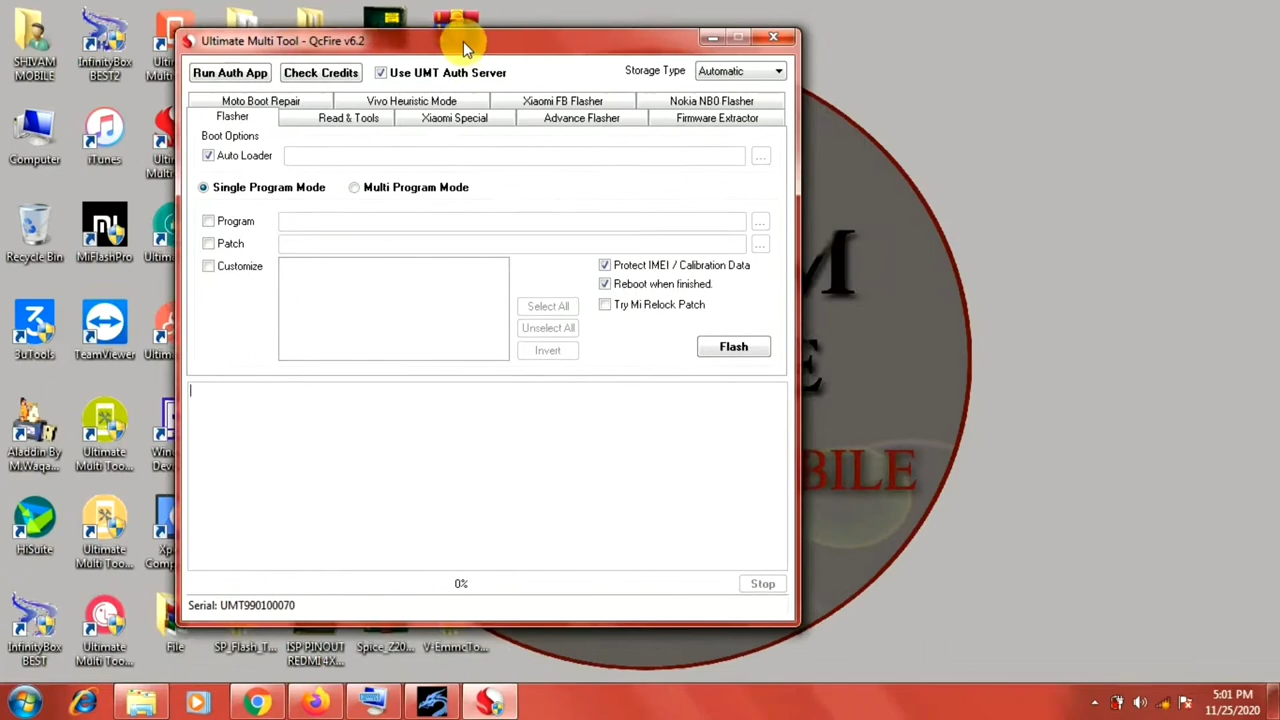 Ultimate Multi Tool - QcFire v6.2
Run Auth App
Check Credits
Use UMT Auth Server
Storage Type
Automatic
Moto Boot Repair
Vivo Heuristic Mode
Xiaomi FB Flasher
Nokia NB0 Flasher
Flasher
Read & Tools
Xiaomi Special
Advance Flasher
Firmware Extractor
Boot Options
Auto Loader
...
Single Program Mode
Multi Program Mode
Program
...
Patch
...
Customize
Protect IMEI / Calibration Data
Reboot when finished.
Try Mi Relock Patch
Select All
Unselect All
Invert
Flash
0%
Stop
Serial: UMT990100070
SHIVAM
MOBILE
InfinityBox
BEST2
Computer
iTunes
Recycle Bin
MiFlashPro
3uTools
TeamViewer
Aladdin By
M.Waqa...
Ultimate
Multi Too...
HiSuite
Ultimate
Multi Too...
InfinityBox
BEST
Ultimate
Multi Too...
File
SP_Flash_T...
ISP PINOUT
REDMI 4X...
Spice_Z20...
V-EmmcTo...
M
E
BILE
5:01 PM
11/25/2020